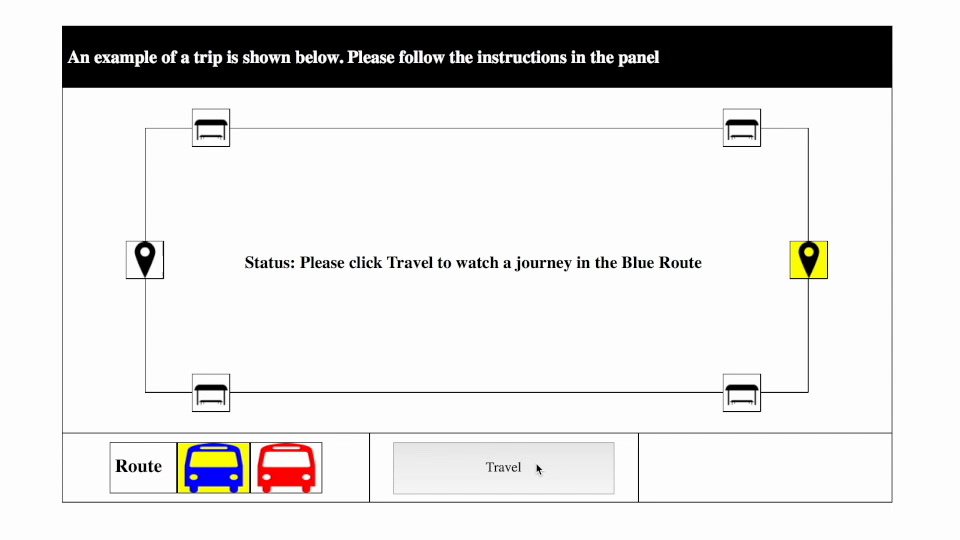 An example of a trip is shown below. Please follow the instructions in the panel
Status: Please click Travel to watch a journey in the Blue Route
Route
Travel